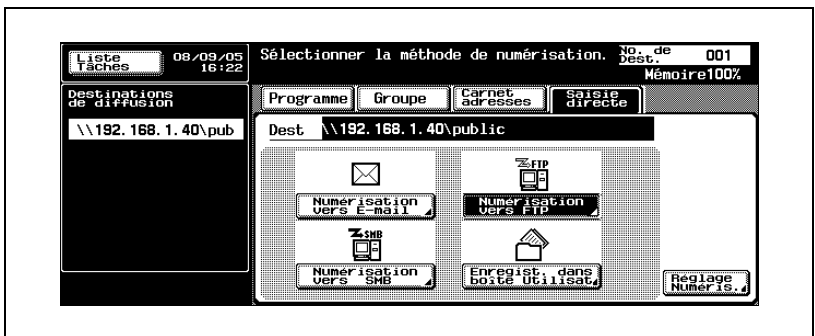 Liste
Tâches
08/09/05
16:22
Sélectionner la méthode de numérisation.
No. de
Dest.
001
Mémoire100%
Destinations
de diffusion
\\192.168.1.40\pub
Programme
Groupe
Carnet
adresses
Saisie
directe
Dest \\192.168.1.40\public
Numérisation
vers E-mail
FTP
Numérisation
vers FTP
SMB
Numérisation
vers SMB
Enregist. dans
boîte Utilisat.
Réglage
Numéris.